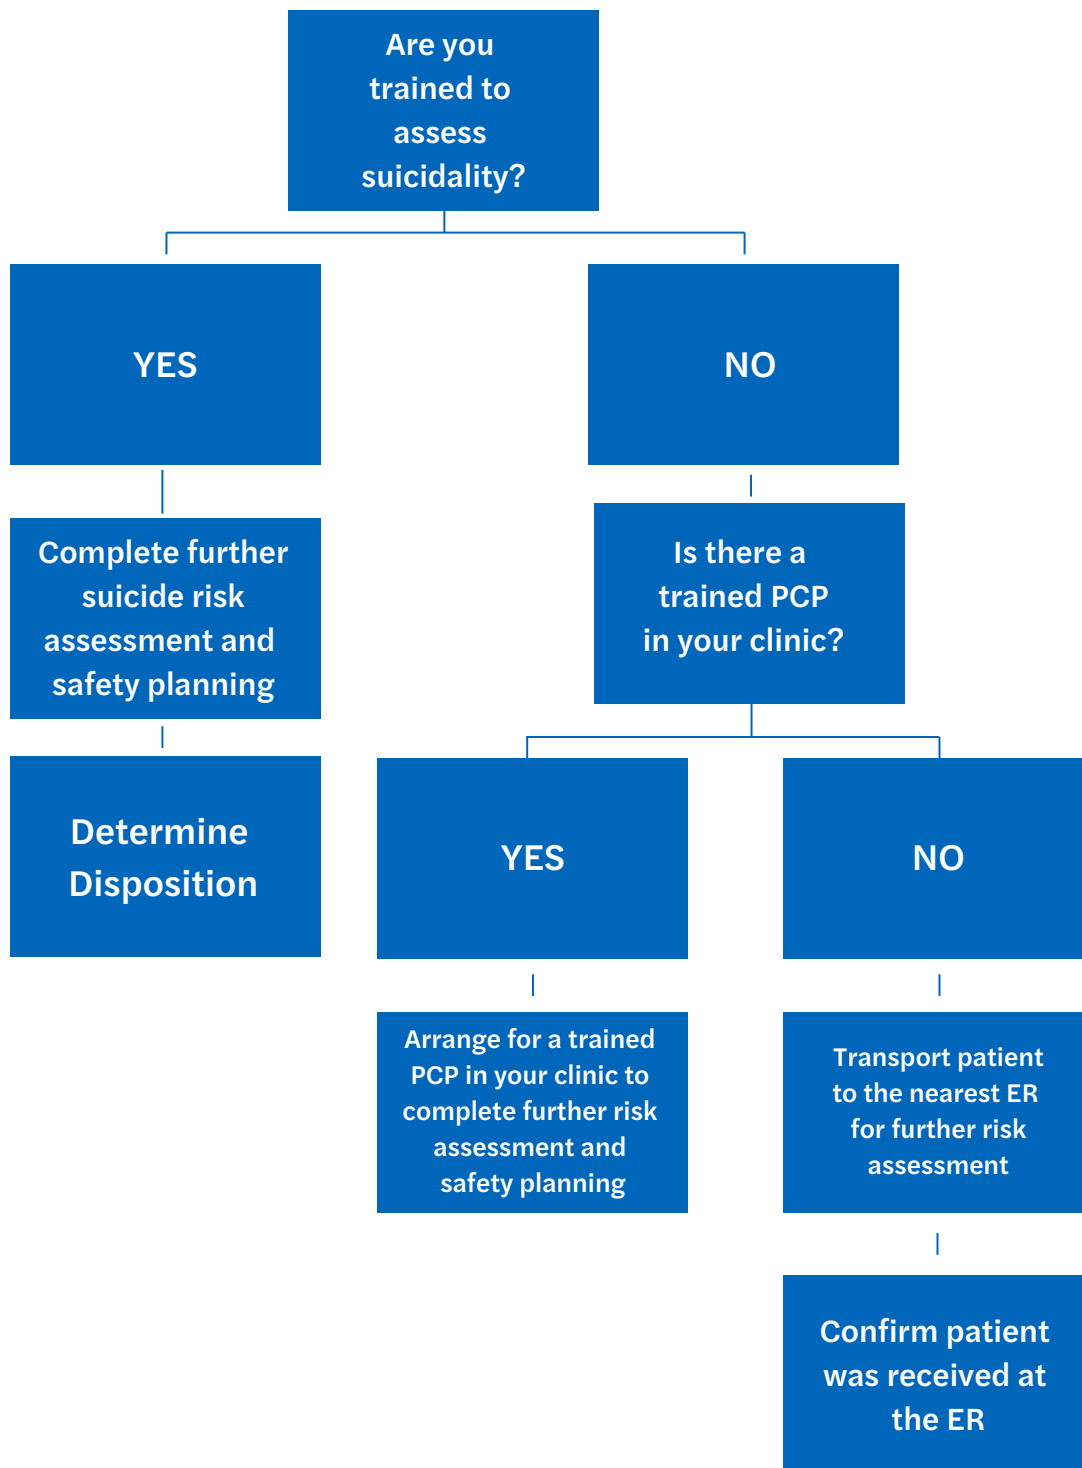 Are you
trained to
assess
suicidality?
YES
NO
Complete further
suicide risk
assessment and
safety planning
Is there a
trained PCP
in your clinic?
Determine
Disposition
YES
NO
Arrange for a trained
PCP in your clinic to
complete further risk
assessment and
safety planning
Transport patient
to the nearest ER
for further risk
assessment
Confirm patient
was received at
the ER